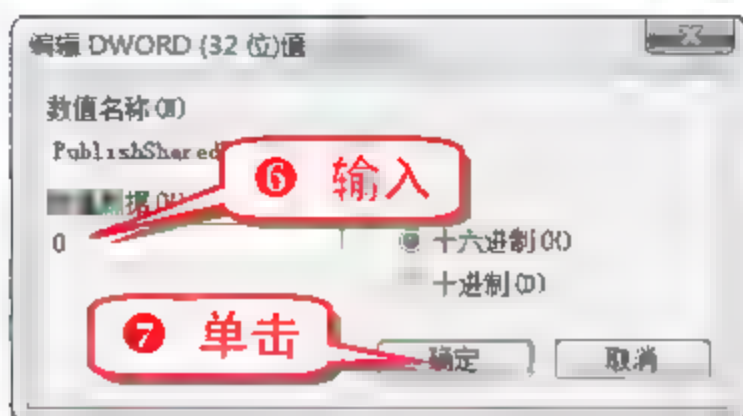 编辑 DWORD (32 位)值
数值名称(N)
PublishShared
❻ 输入
据(V)
0
十六进制(X)
十进制(D)
❼ 单击
确定
取消